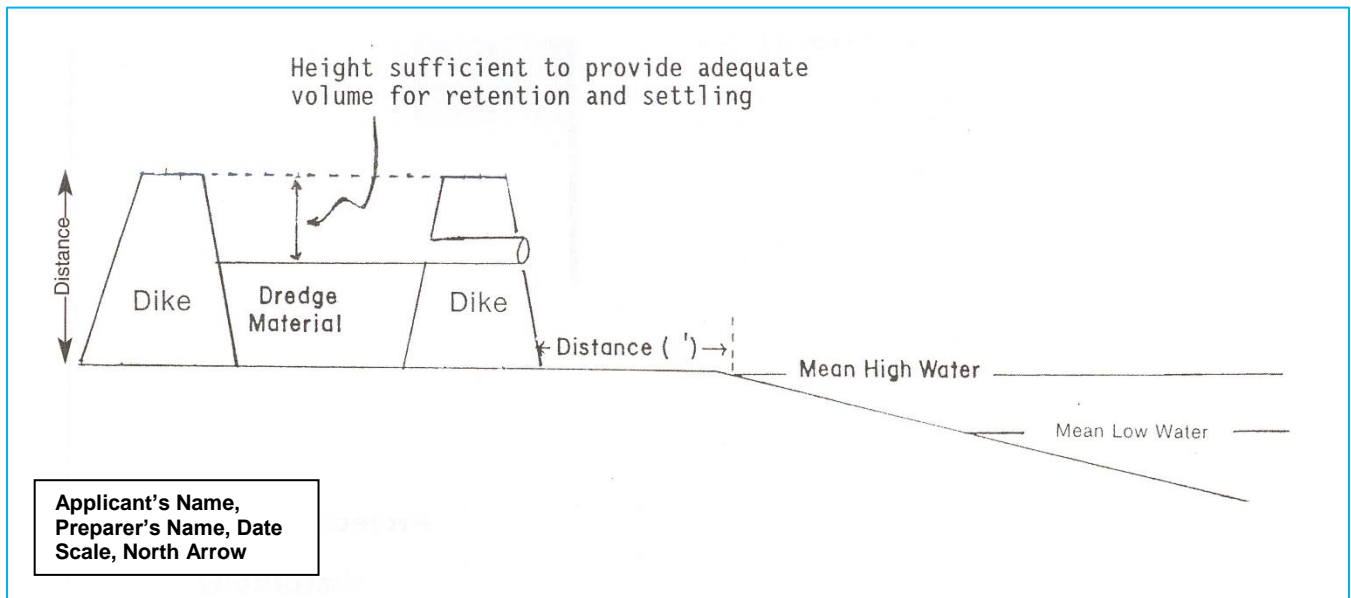 Height sufficient to provide adequate
volume for retention and settling
Distance
Dike
Dredge
Material
Dike
Distance ( ')
Mean High Water
Mean Low Water
Applicant’s Name,
Preparer’s Name, Date
Scale, North Arrow